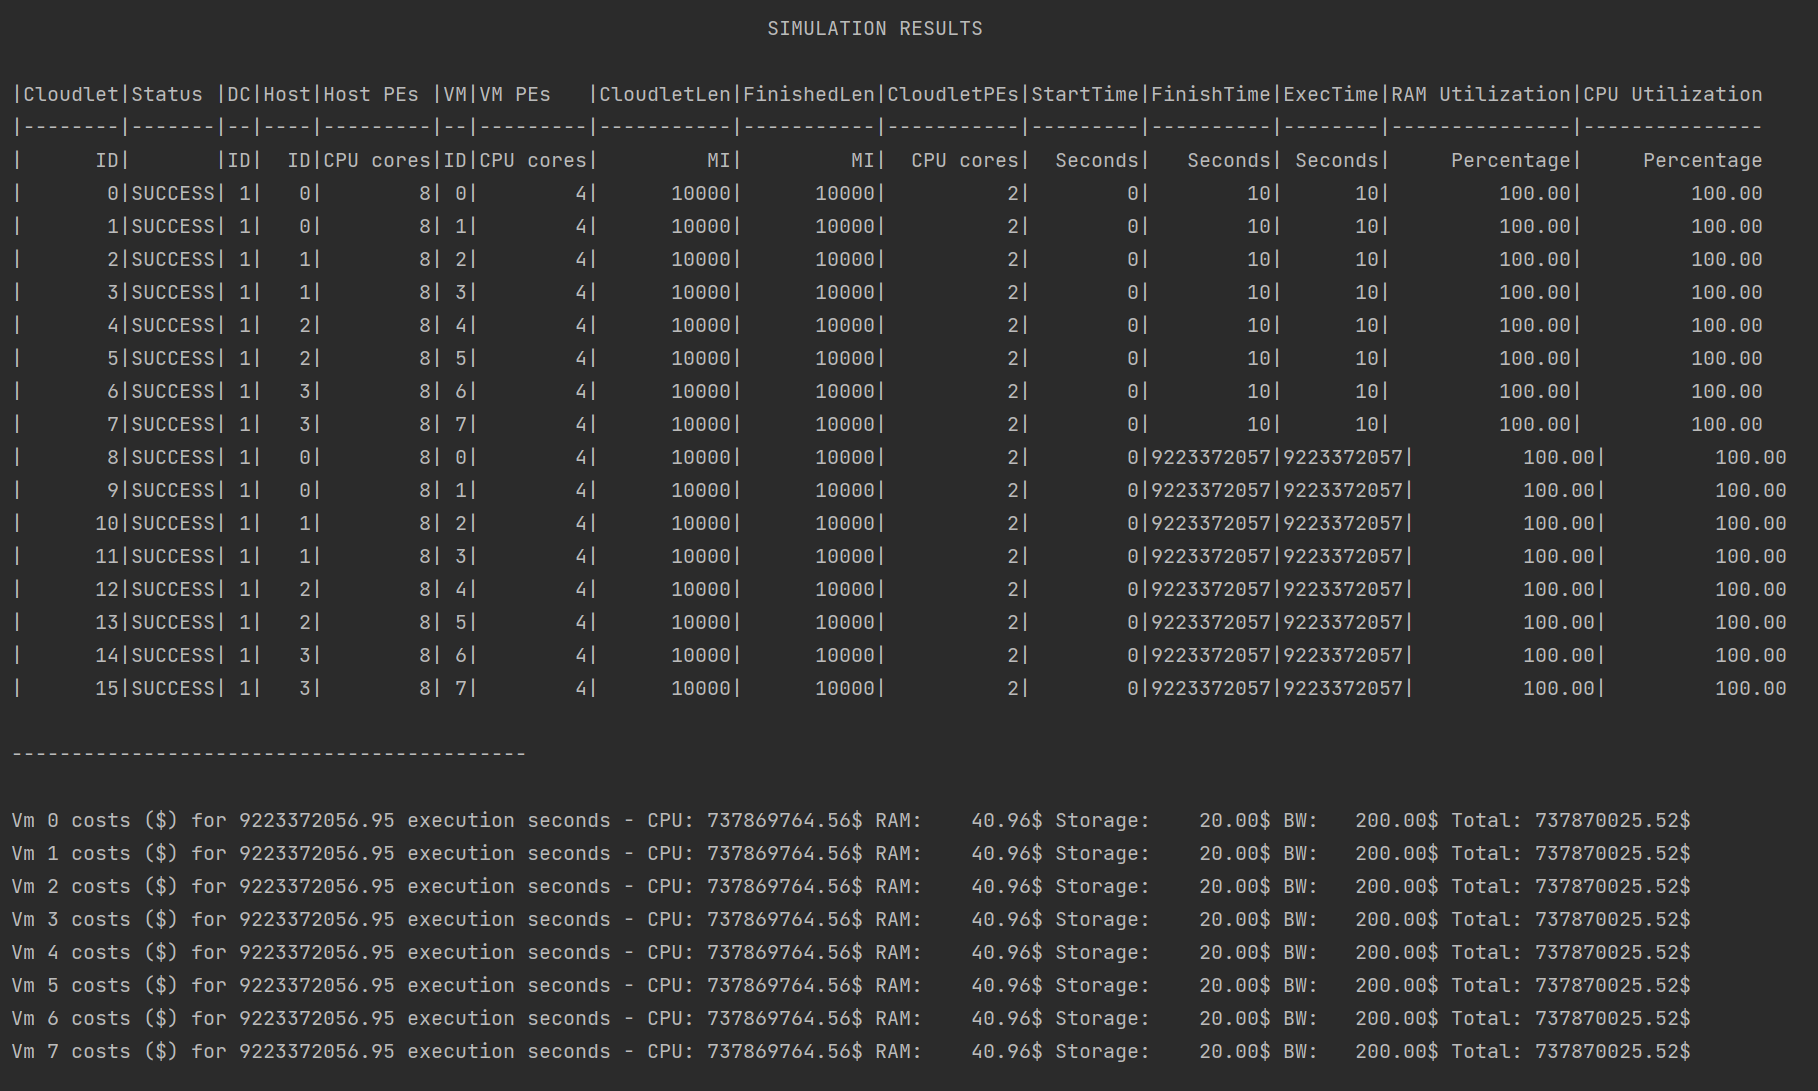 SIMULATION RESULTS
|Cloudlet|Status |DC|Host|Host PEs |VM|VM PEs   |CloudletLen|FinishedLen|CloudletPEs|StartTime|FinishTime|ExecTime|RAM Utilization|CPU Utilization
|--------|-------|--|----|---------|--|---------|-----------|-----------|-----------|---------|----------|--------|---------------|---------------
|      ID|       |ID|  ID|CPU cores|ID|CPU cores|         MI|         MI|  CPU cores|  Seconds|   Seconds| Seconds|     Percentage|     Percentage
|       0|SUCCESS| 1|   0|        8| 0|        4|      10000|      10000|          2|        0|        10|      10|         100.00|         100.00
|       1|SUCCESS| 1|   0|        8| 1|        4|      10000|      10000|          2|        0|        10|      10|         100.00|         100.00
|       2|SUCCESS| 1|   1|        8| 2|        4|      10000|      10000|          2|        0|        10|      10|         100.00|         100.00
|       3|SUCCESS| 1|   1|        8| 3|        4|      10000|      10000|          2|        0|        10|      10|         100.00|         100.00
|       4|SUCCESS| 1|   2|        8| 4|        4|      10000|      10000|          2|        0|        10|      10|         100.00|         100.00
|       5|SUCCESS| 1|   2|        8| 5|        4|      10000|      10000|          2|        0|        10|      10|         100.00|         100.00
|       6|SUCCESS| 1|   3|        8| 6|        4|      10000|      10000|          2|        0|        10|      10|         100.00|         100.00
|       7|SUCCESS| 1|   3|        8| 7|        4|      10000|      10000|          2|        0|        10|      10|         100.00|         100.00
|       8|SUCCESS| 1|   0|        8| 0|        4|      10000|      10000|          2|        0|9223372057|9223372057|         100.00|         100.00
|       9|SUCCESS| 1|   0|        8| 1|        4|      10000|      10000|          2|        0|9223372057|9223372057|         100.00|         100.00
|      10|SUCCESS| 1|   1|        8| 2|        4|      10000|      10000|          2|        0|9223372057|9223372057|         100.00|         100.00
|      11|SUCCESS| 1|   1|        8| 3|        4|      10000|      10000|          2|        0|9223372057|9223372057|         100.00|         100.00
|      12|SUCCESS| 1|   2|        8| 4|        4|      10000|      10000|          2|        0|9223372057|9223372057|         100.00|         100.00
|      13|SUCCESS| 1|   2|        8| 5|        4|      10000|      10000|          2|        0|9223372057|9223372057|         100.00|         100.00
|      14|SUCCESS| 1|   3|        8| 6|        4|      10000|      10000|          2|        0|9223372057|9223372057|         100.00|         100.00
|      15|SUCCESS| 1|   3|        8| 7|        4|      10000|      10000|          2|        0|9223372057|9223372057|         100.00|         100.00
-------------------------------------------
Vm 0 costs ($) for 9223372056.95 execution seconds - CPU: 737869764.56$ RAM:    40.96$ Storage:    20.00$ BW:   200.00$ Total: 737870025.52$
Vm 1 costs ($) for 9223372056.95 execution seconds - CPU: 737869764.56$ RAM:    40.96$ Storage:    20.00$ BW:   200.00$ Total: 737870025.52$
Vm 2 costs ($) for 9223372056.95 execution seconds - CPU: 737869764.56$ RAM:    40.96$ Storage:    20.00$ BW:   200.00$ Total: 737870025.52$
Vm 3 costs ($) for 9223372056.95 execution seconds - CPU: 737869764.56$ RAM:    40.96$ Storage:    20.00$ BW:   200.00$ Total: 737870025.52$
Vm 4 costs ($) for 9223372056.95 execution seconds - CPU: 737869764.56$ RAM:    40.96$ Storage:    20.00$ BW:   200.00$ Total: 737870025.52$
Vm 5 costs ($) for 9223372056.95 execution seconds - CPU: 737869764.56$ RAM:    40.96$ Storage:    20.00$ BW:   200.00$ Total: 737870025.52$
Vm 6 costs ($) for 9223372056.95 execution seconds - CPU: 737869764.56$ RAM:    40.96$ Storage:    20.00$ BW:   200.00$ Total: 737870025.52$
Vm 7 costs ($) for 9223372056.95 execution seconds - CPU: 737869764.56$ RAM:    40.96$ Storage:    20.00$ BW:   200.00$ Total: 737870025.52$